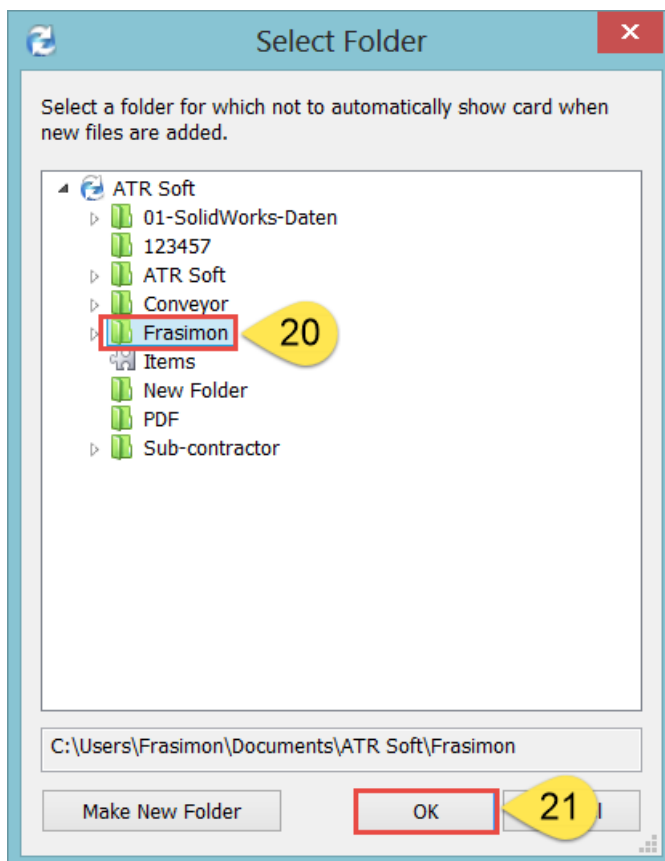 Select Folder
Select a folder for which not to automatically show card when
new files are added.
ATR Soft
01-SolidWorks-Daten
123457
ATR Soft
Conveyor
Frasimon
20
Items
New Folder
PDF
Sub-contractor
C:\Users\Frasimon\Documents\ATR Soft\Frasimon
Make New Folder
OK
21